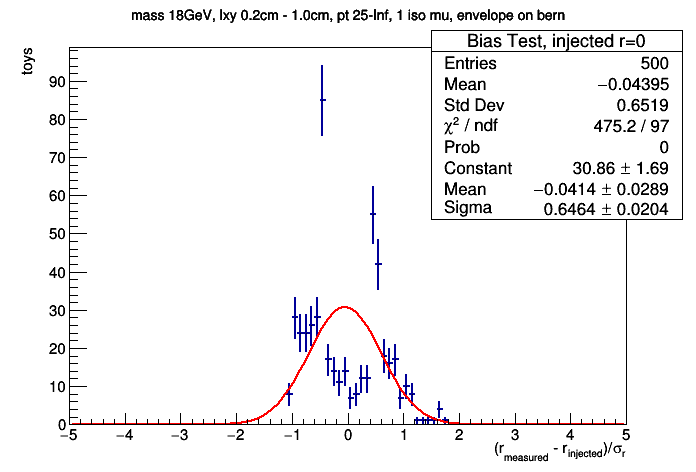 mass 18GeV, lxy 0.2cm - 1.0cm, pt 25-Inf, 1 iso mu, envelope on bern
toys
Bias Test, injected r=0
Entries 500
Mean −0.04395
Std Dev 0.6519
χ² / ndf 475.2 / 97
Prob 0
Constant 30.86 ± 1.69
Mean −0.0414 ± 0.0289
Sigma 0.6464 ± 0.0204
90
80
70
60
50
40
30
20
10
0
−5 −4 −3 −2 −1 0 1 2 3 4 5
(r_measured - r_injected)/σ_r